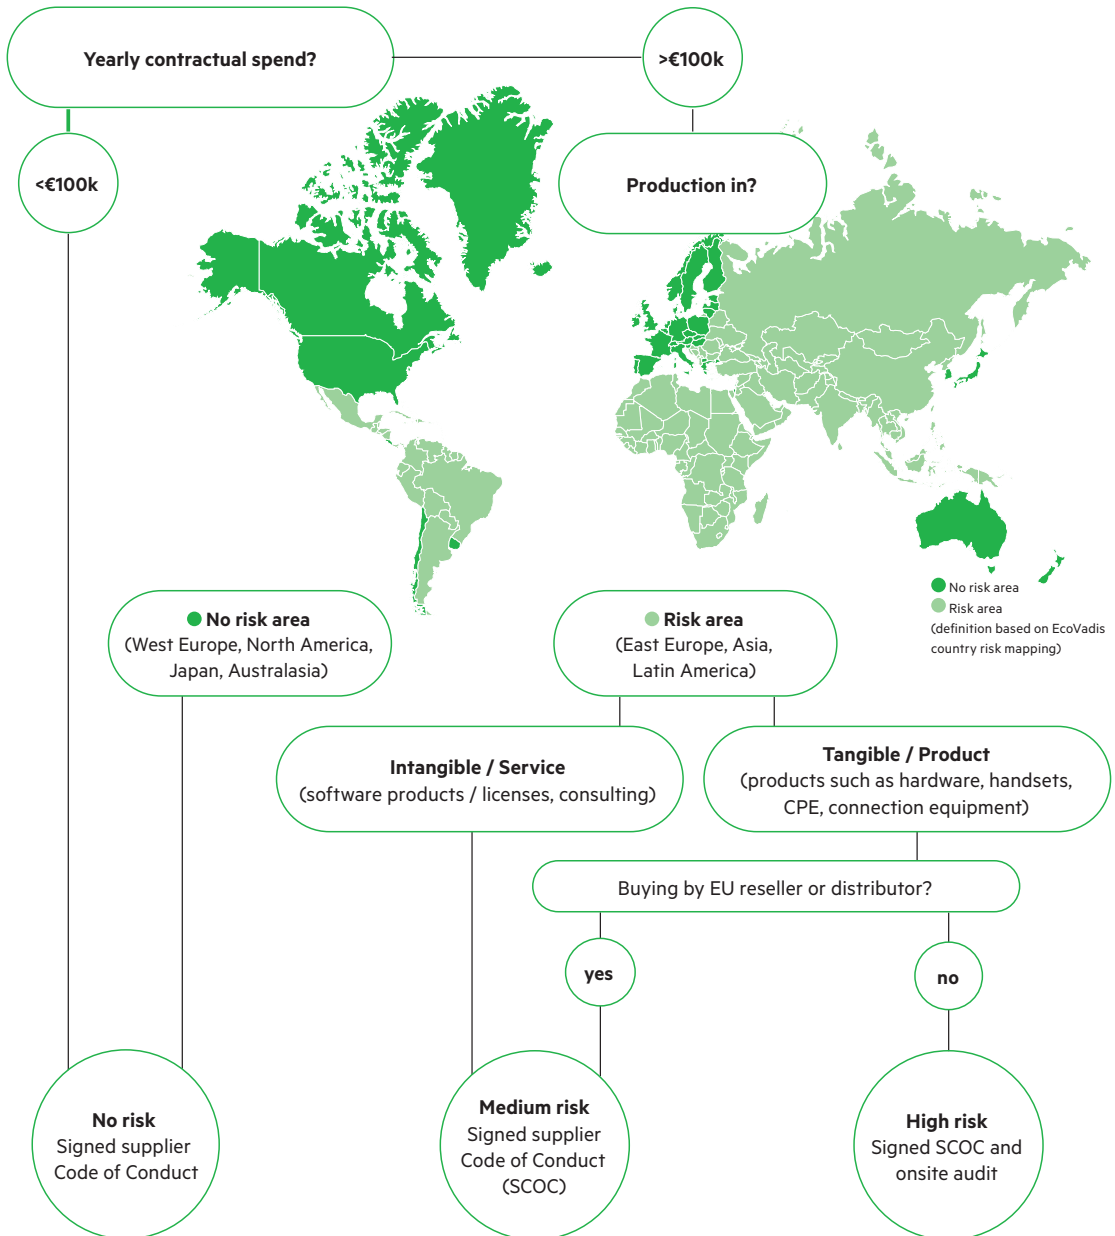 Yearly contractual spend?
>€100k
<€100k
Production in?
No risk area
Risk area
(definition based on EcoVadis
country risk mapping)
No risk area
(West Europe, North America,
Japan, Australasia)
Risk area
(East Europe, Asia,
Latin America)
Intangible / Service
(software products / licenses, consulting)
Tangible / Product
(products such as hardware, handsets,
CPE, connection equipment)
Buying by EU reseller or distributor?
yes
no
No risk
Signed supplier
Code of Conduct
Medium risk
Signed supplier
Code of Conduct
(SCOC)
High risk
Signed SCOC and
onsite audit